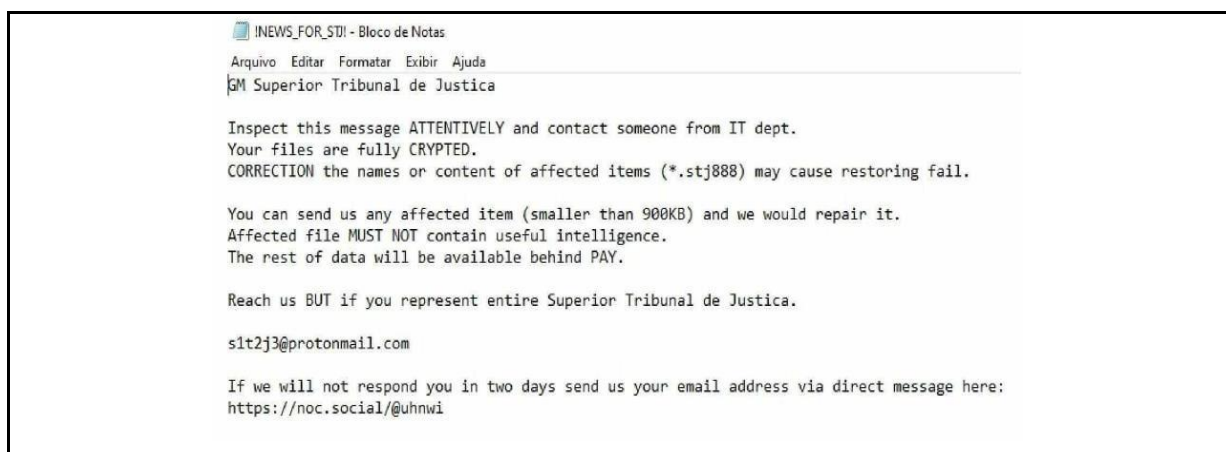 !NEWS_FOR_STJ! - Bloco de Notas
Arquivo Editar Formatar Exibir Ajuda
GM Superior Tribunal de Justica
Inspect this message ATTENTIVELY and contact someone from IT dept.
Your files are fully CRYPTED.
CORRECTION the names or content of affected items (*.stj888) may cause restoring fail.
You can send us any affected item (smaller than 900KB) and we would repair it.
Affected file MUST NOT contain useful intelligence.
The rest of data will be available behind PAY.
Reach us BUT if you represent entire Superior Tribunal de Justica.
s1t2j3@protonmail.com
If we will not respond you in two days send us your email address via direct message here:
https://noc.social/@uhnwi